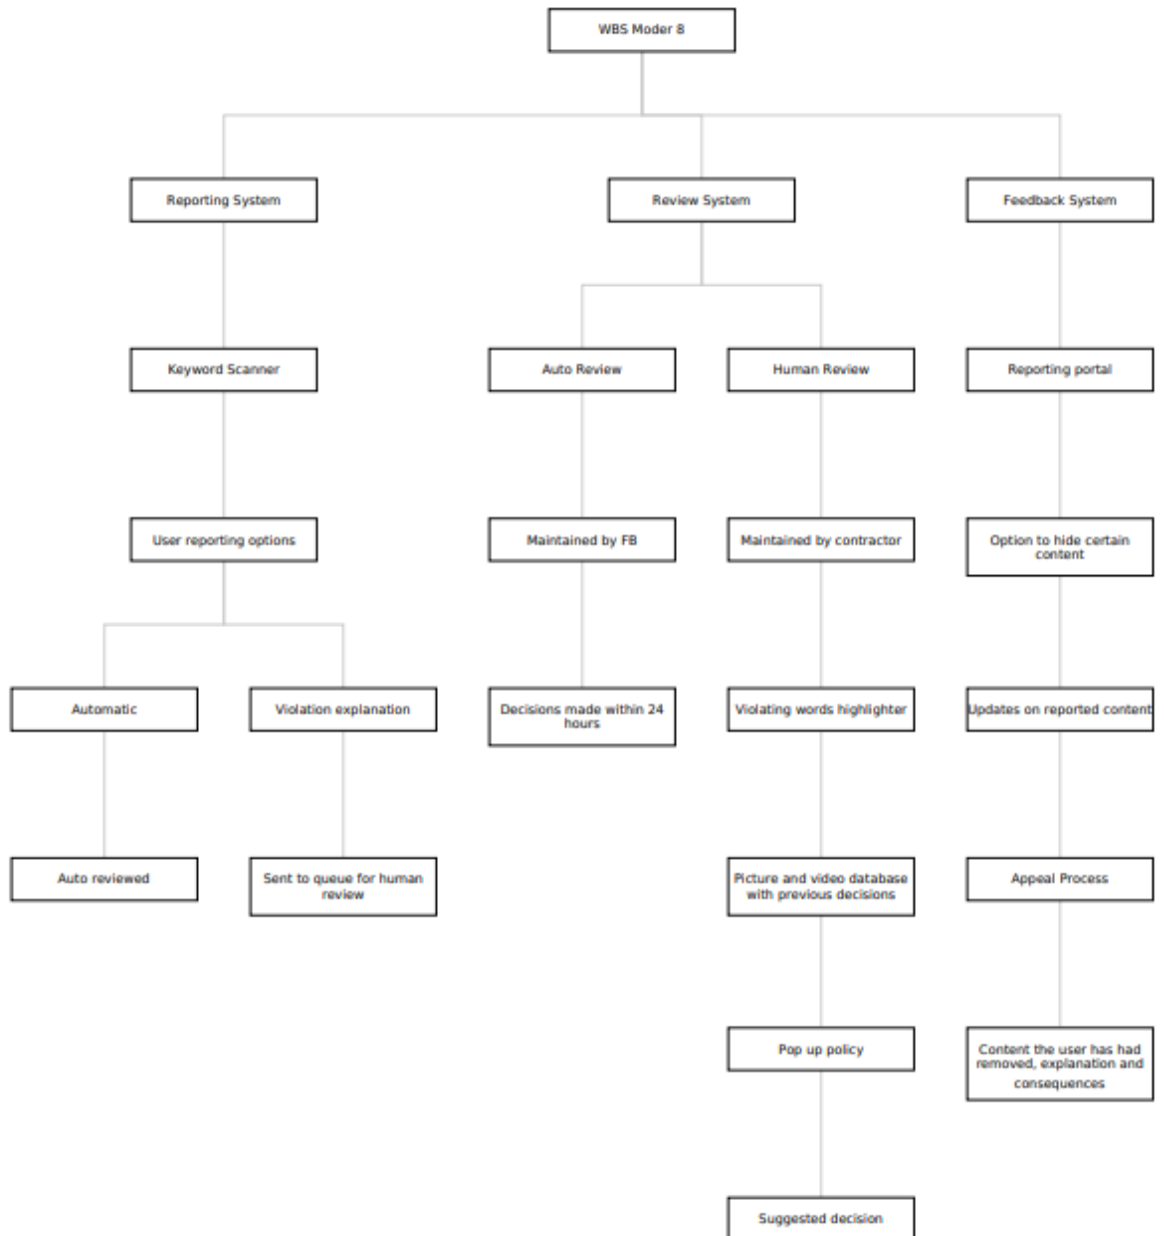 WBS Moder 8
Reporting System
Review System
Feedback System
Keyword Scanner
Auto Review
Human Review
Reporting portal
User reporting options
Maintained by FB
Maintained by contractor
Option to hide certain
content
Automatic
Violation explanation
Decisions made within 24
hours
Violating words highlighter
Updates on reported content
Auto reviewed
Sent to queue for human
review
Picture and video database
with previous decisions
Appeal Process
Pop up policy
Content the user has had
removed, explanation and
consequences
Suggested decision